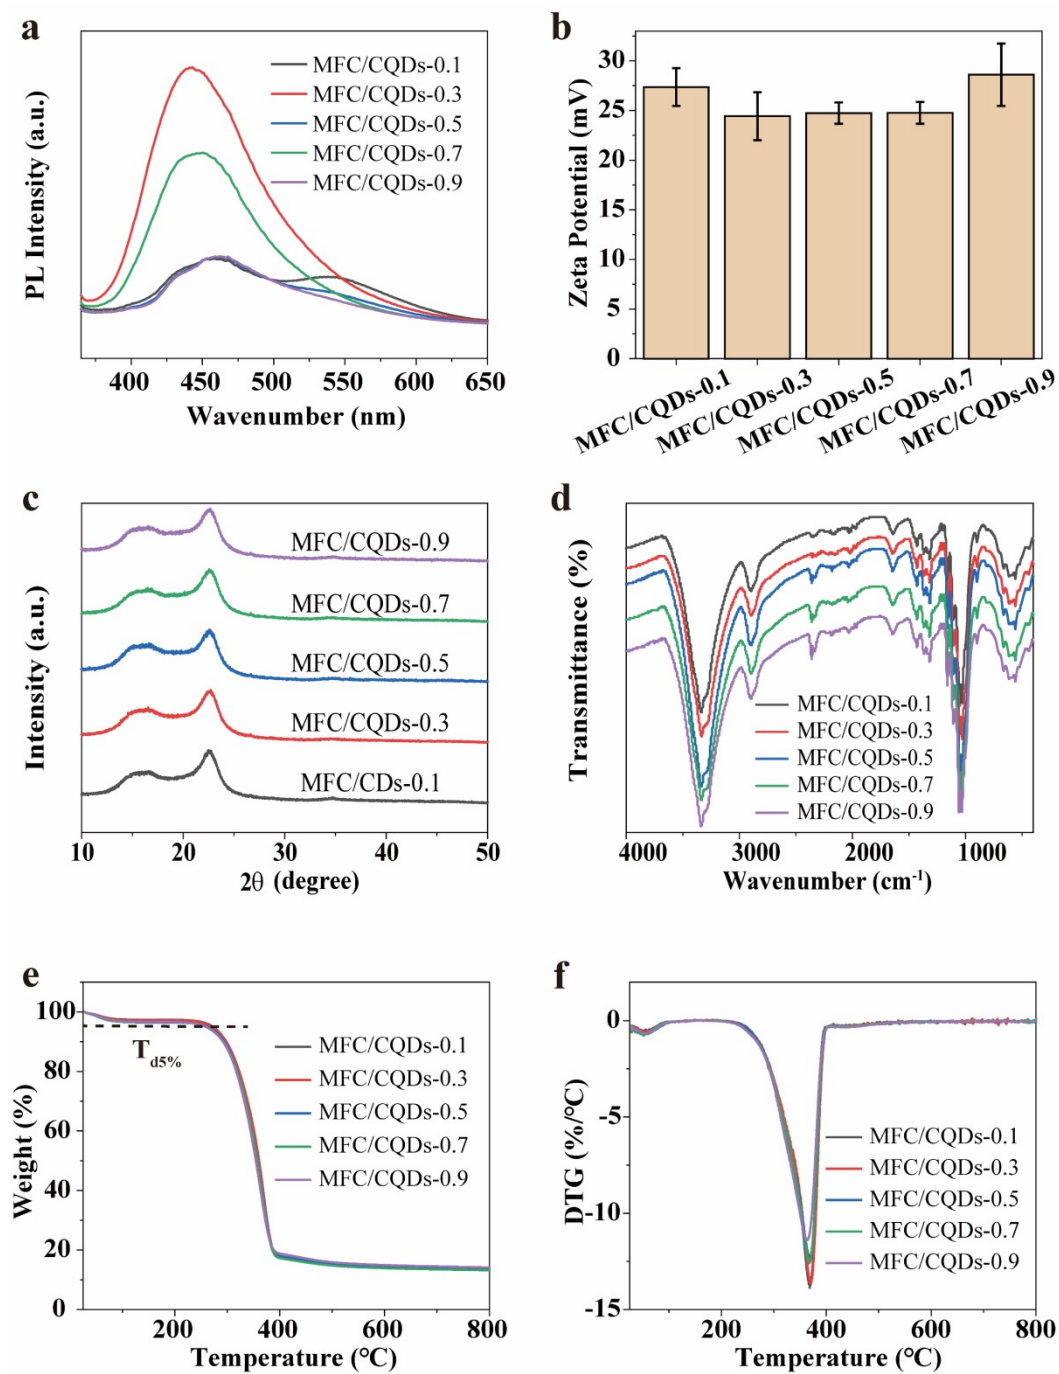 a
PL Intensity (a.u.)
MFC/CQDs-0.1
MFC/CQDs-0.3
MFC/CQDs-0.5
MFC/CQDs-0.7
MFC/CQDs-0.9
400 450 500 550 600 650
Wavenumber (nm)
b
Zeta Potential (mV)
30
25
20
15
10
5
0
MFC/CQDs-0.1
MFC/CQDs-0.3
MFC/CQDs-0.5
MFC/CQDs-0.7
MFC/CQDs-0.9
c
Intensity (a.u.)
MFC/CQDs-0.9
MFC/CQDs-0.7
MFC/CQDs-0.5
MFC/CQDs-0.3
MFC/CDs-0.1
10 20 30 40 50
2θ (degree)
d
Transmittance (%)
MFC/CQDs-0.1
MFC/CQDs-0.3
MFC/CQDs-0.5
MFC/CQDs-0.7
MFC/CQDs-0.9
4000 3000 2000 1000
Wavenumber (cm-1)
e
Weight (%)
100
80
60
40
20
0
Td5%
MFC/CQDs-0.1
MFC/CQDs-0.3
MFC/CQDs-0.5
MFC/CQDs-0.7
MFC/CQDs-0.9
200 400 600 800
Temperature (°C)
f
DTG (%/°C)
0
-5
-10
-15
MFC/CQDs-0.1
MFC/CQDs-0.3
MFC/CQDs-0.5
MFC/CQDs-0.7
MFC/CQDs-0.9
200 400 600 800
Temperature (°C)